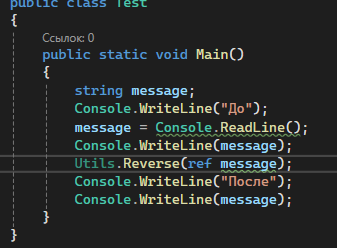 public class Test
{
Ссылок: 0
public static void Main()
{
string message;
Console.WriteLine("До");
message = Console.ReadLine();
Console.WriteLine(message);
Utils.Reverse(ref message);
Console.WriteLine("После");
Console.WriteLine(message);
}
}